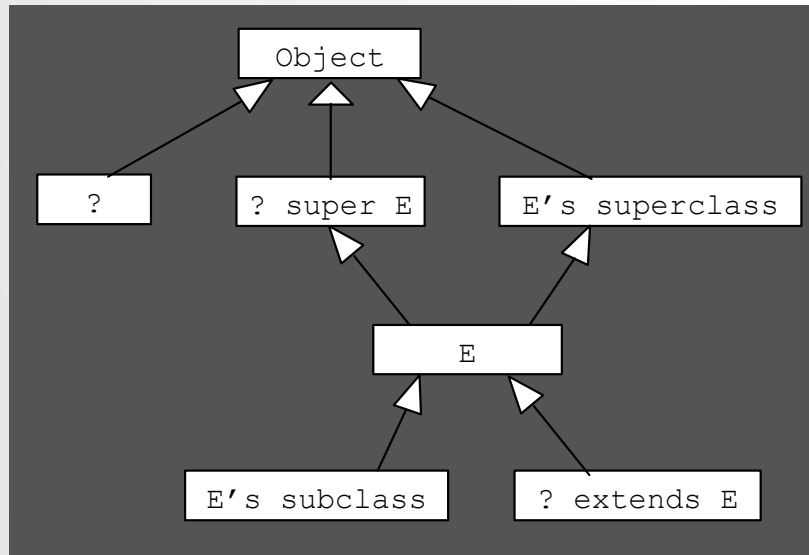 Object
?
? super E
E’s superclass
E
E’s subclass
? extends E